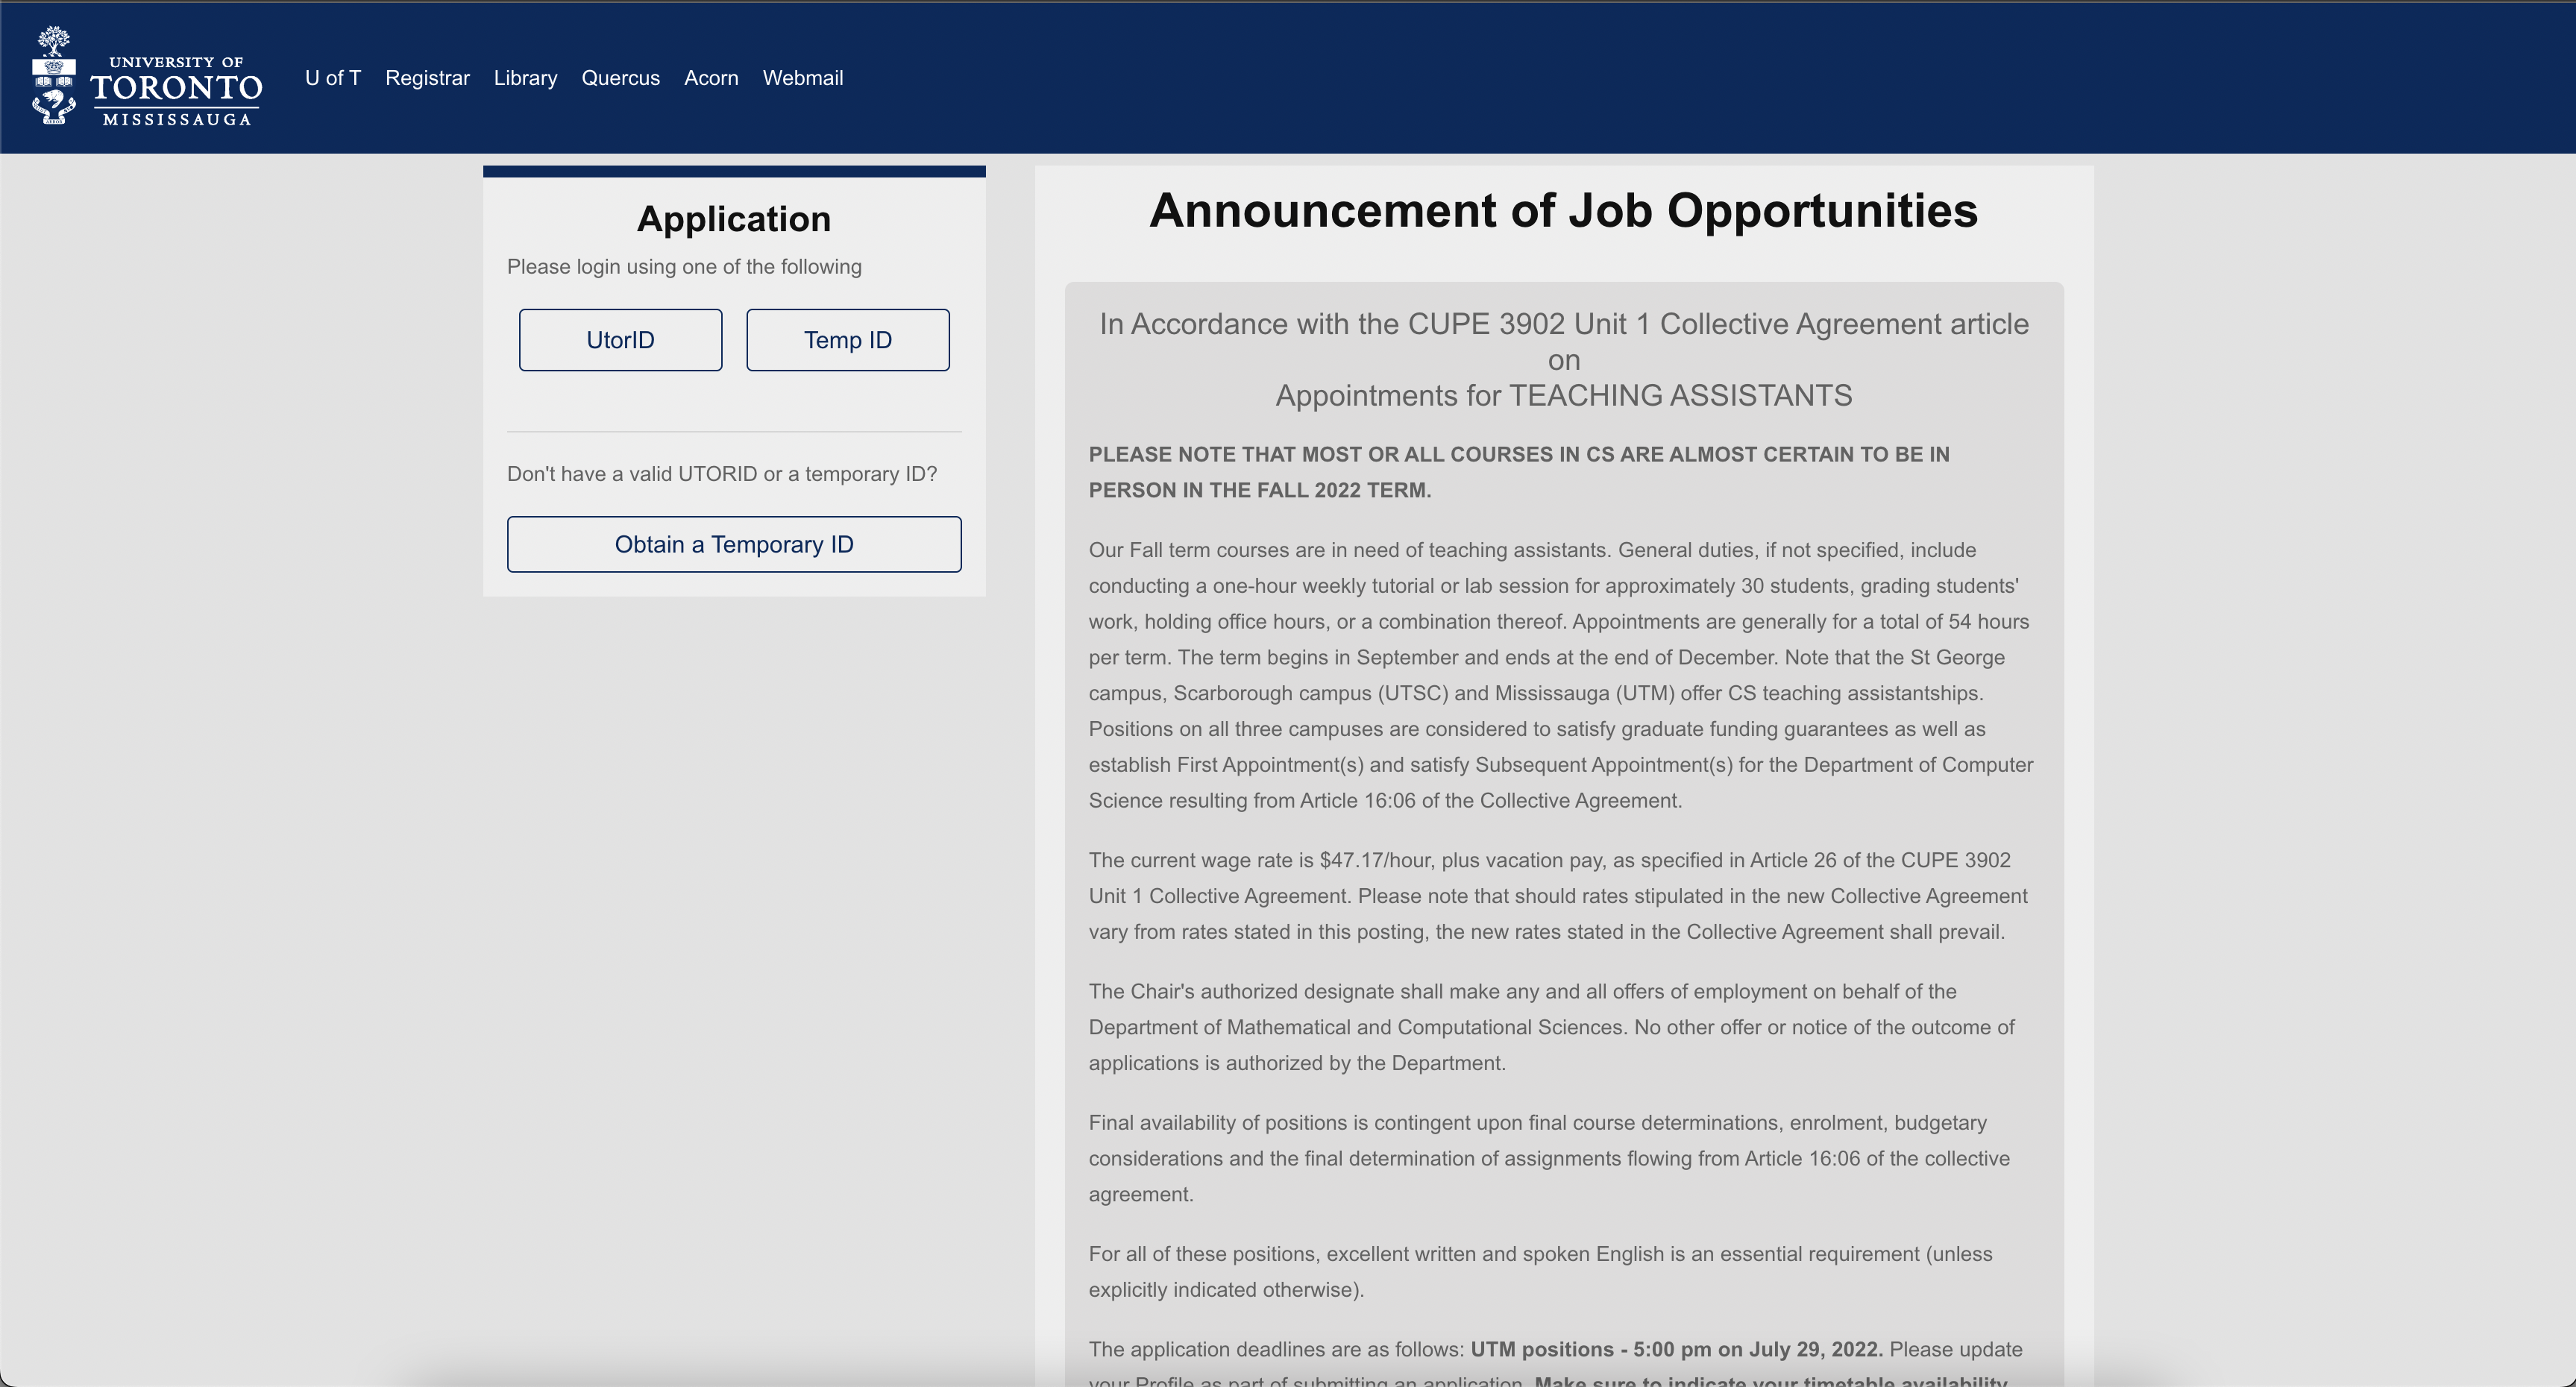 UNIVERSITY OF
TORONTO
MISSISSAUGA
U of T Registrar Library Quercus Acorn Webmail
Application
Please login using one of the following
UtorID Temp ID
Don't have a valid UTORID or a temporary ID?
Obtain a Temporary ID
Announcement of Job Opportunities
In Accordance with the CUPE 3902 Unit 1 Collective Agreement article
on
Appointments for TEACHING ASSISTANTS
PLEASE NOTE THAT MOST OR ALL COURSES IN CS ARE ALMOST CERTAIN TO BE IN
PERSON IN THE FALL 2022 TERM.
Our Fall term courses are in need of teaching assistants. General duties, if not specified, include
conducting a one-hour weekly tutorial or lab session for approximately 30 students, grading students'
work, holding office hours, or a combination thereof. Appointments are generally for a total of 54 hours
per term. The term begins in September and ends at the end of December. Note that the St George
campus, Scarborough campus (UTSC) and Mississauga (UTM) offer CS teaching assistantships.
Positions on all three campuses are considered to satisfy graduate funding guarantees as well as
establish First Appointment(s) and satisfy Subsequent Appointment(s) for the Department of Computer
Science resulting from Article 16:06 of the Collective Agreement.
The current wage rate is $47.17/hour, plus vacation pay, as specified in Article 26 of the CUPE 3902
Unit 1 Collective Agreement. Please note that should rates stipulated in the new Collective Agreement
vary from rates stated in this posting, the new rates stated in the Collective Agreement shall prevail.
The Chair's authorized designate shall make any and all offers of employment on behalf of the
Department of Mathematical and Computational Sciences. No other offer or notice of the outcome of
applications is authorized by the Department.
Final availability of positions is contingent upon final course determinations, enrolment, budgetary
considerations and the final determination of assignments flowing from Article 16:06 of the collective
agreement.
For all of these positions, excellent written and spoken English is an essential requirement (unless
explicitly indicated otherwise).
The application deadlines are as follows: UTM positions - 5:00 pm on July 29, 2022. Please update
your Profile as part of submitting an application. Make sure to indicate your timetable availability